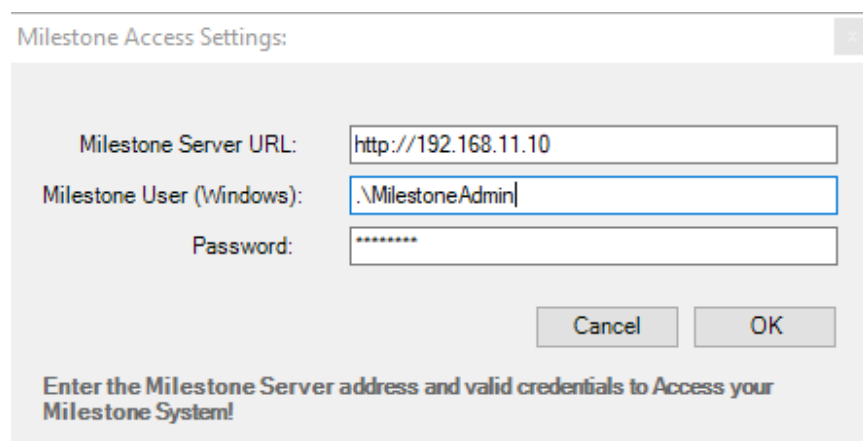 Milestone Access Settings:
x
Milestone Server URL: http://192.168.11.10
Milestone User (Windows): .\MilestoneAdmin
Password: ********
Cancel OK
Enter the Milestone Server address and valid credentials to Access your
Milestone System!